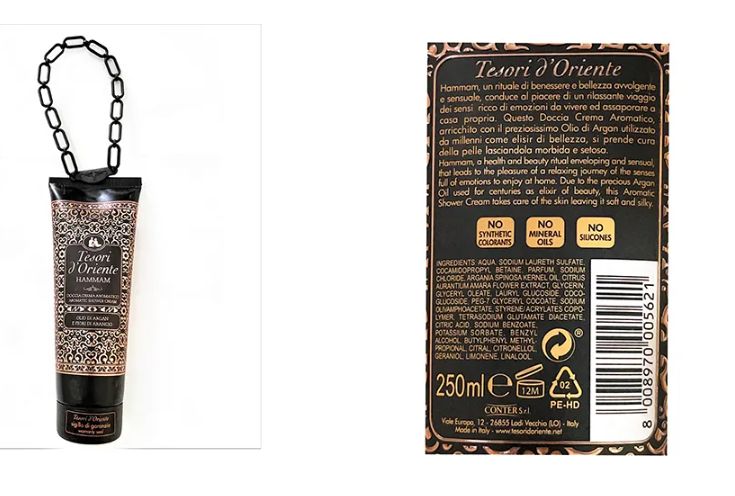 Tesori
d'Oriente
HAMMAM
DOCCIA CREMA AROMATICO
AROMATIC SHOWER CREAM
OLIO DI ARGAN
E FIORI DI ARANCIO
Tesori d'Oriente
sigillo di garanzia
warranty seal
Tesori d'Oriente
Hammam, un rituale di benessere e bellezza avvolgente
e sensuale, conduce al piacere di un rilassante viaggio
dei sensi ricco di emozioni da vivere ed assaporare a
casa propria. Questo Doccia Crema Aromatico,
arricchito con il preziosissimo Olio di Argan utilizzato
da millenni come elisir di bellezza, si prende cura
della pelle lasciandola morbida e setosa.
Hammam, a health and beauty ritual enveloping and sensual,
that leads to the pleasure of a relaxing journey of the senses
full of emotions to enjoy at home. Due to the precious Argan
Oil used for centuries as elixir of beauty, this Aromatic
Shower Cream takes care of the skin leaving it soft and silky.
NO
SYNTHETIC
COLORANTS
NO
MINERAL
OILS
NO
SILICONES
INGREDIENTS: AQUA, SODIUM LAURETH SULFATE,
COCAMIDOPROPYL BETAINE, PARFUM, SODIUM
CHLORIDE, ARGANIA SPINOSA KERNEL OIL, CITRUS
AURANTIUM AMARA FLOWER EXTRACT, GLYCERIN,
GLYCERYL OLEATE, LAURYL GLUCOSIDE, COCO-
GLUCOSIDE, PEG-7 GLYCERYL COCOATE, SODIUM
OLIVAMPHOACETATE, STYRENE/ACRYLATES COPO-
LYMER, TETRASODIUM GLUTAMATE DIACETATE,
CITRIC ACID, SODIUM BENZOATE,
POTASSIUM SORBATE, BENZYL
ALCOHOL, BUTYLPHENYL METHYL-
PROPIONAL, CITRAL, CITRONELLOL,
GERANIOL, LIMONENE, LINALOOL.
250ml e 12M 02
PE-HD
8 008970 005621
CONTER S.r.l.
Viale Europa, 12 - 26855 Lodi Vecchio (LO) - Italy
Made in Italy - www.tesoridoriente.net